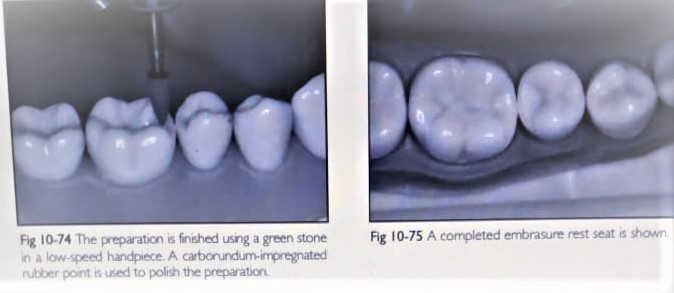 Fig 10-74 The preparation is finished using a green stone
in a low-speed handpiece. A carborundum-impregnated
rubber point is used to polish the preparation.
Fig 10-75 A completed embrasure rest seat is shown.